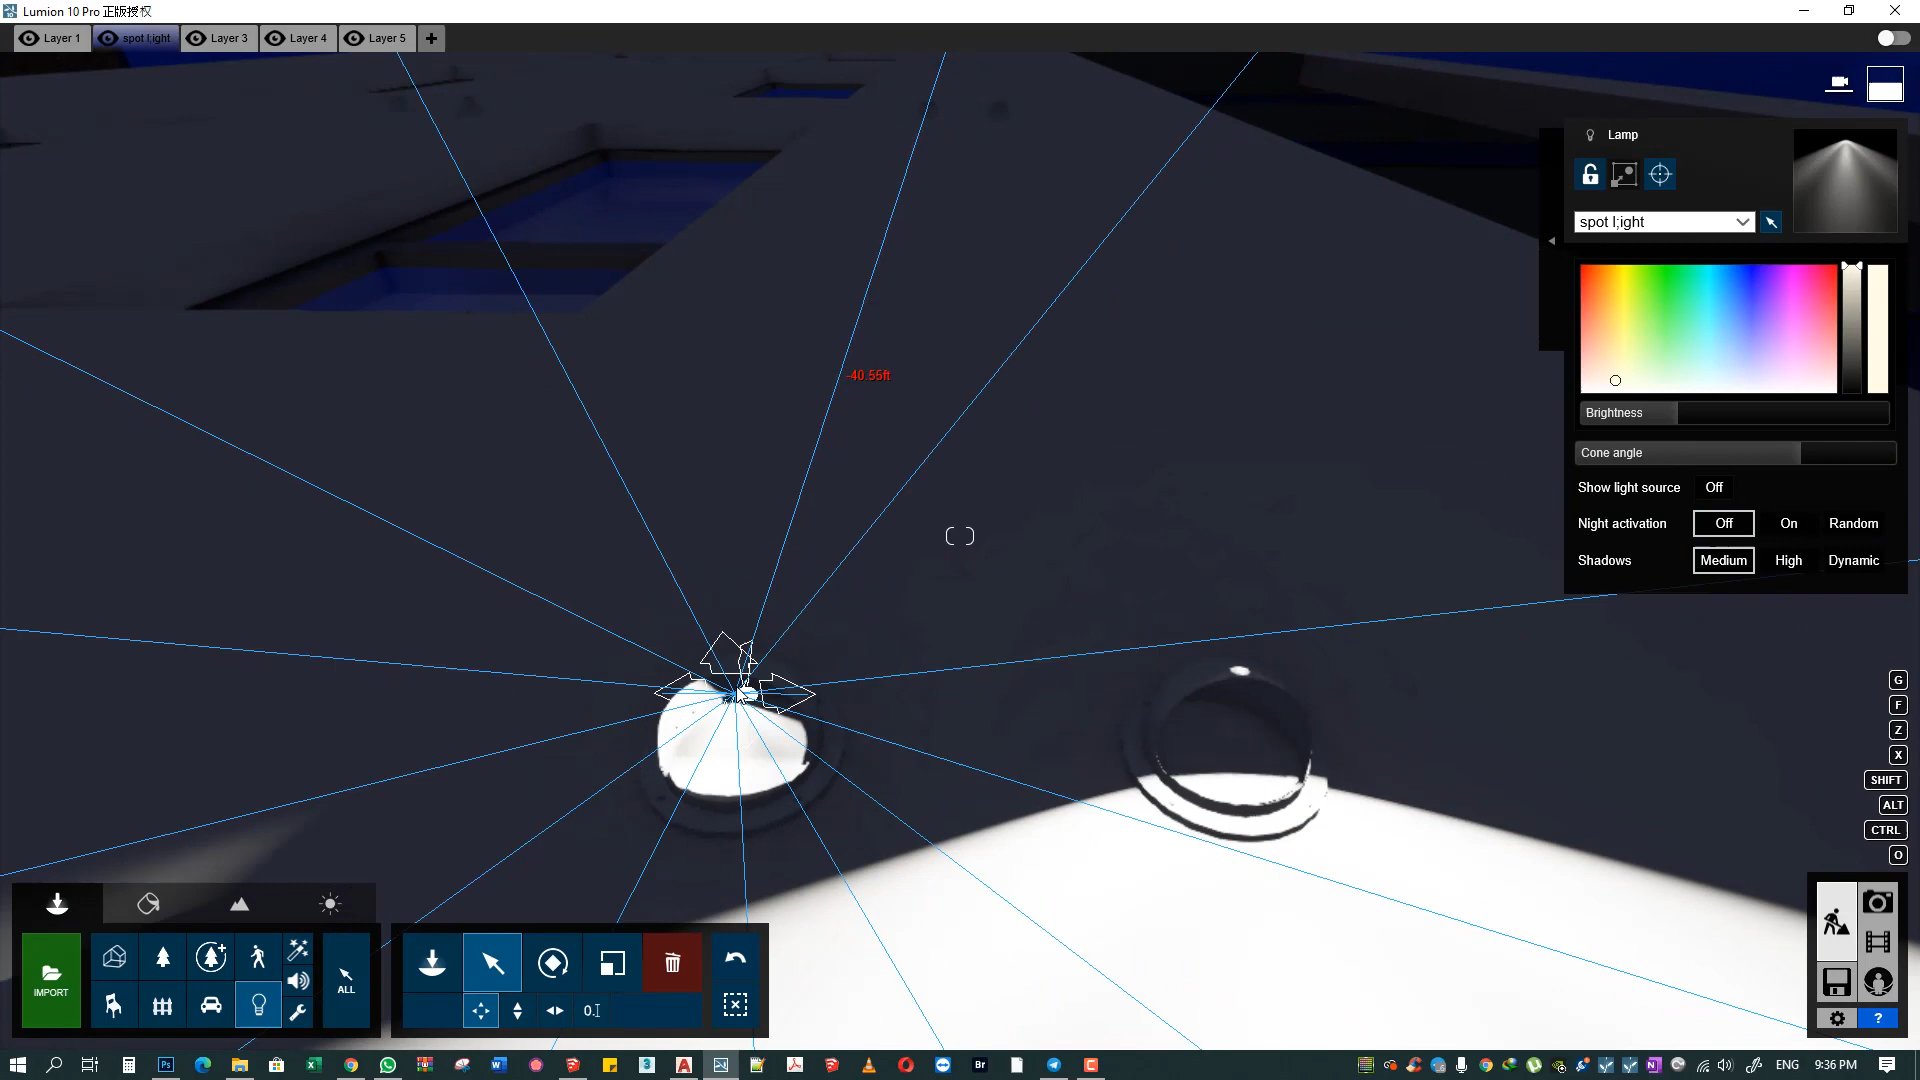 Lumion 10 Pro 正版授权
Layer 1
spot l;ight
Layer 3
Layer 4
Layer 5
+
Lamp
spot l;ight
-40.55ft
Brightness
Cone angle
Show light source Off
Night activation Off On Random
Shadows Medium High Dynamic
G
F
Z
X
SHIFT
ALT
CTRL
O
IMPORT
ALL
0.
?
ENG 9:36 PM